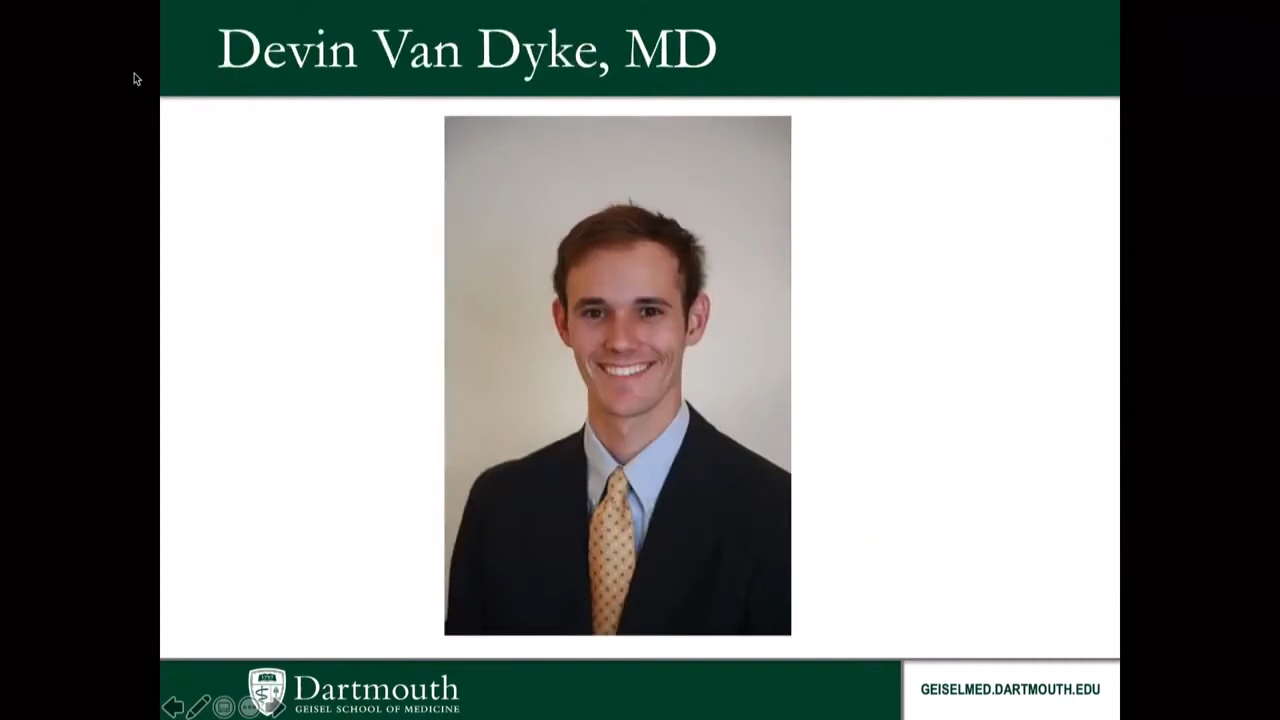 Devin Van Dyke, MD
Dartmouth
GEISEL SCHOOL OF MEDICINE
GEISELMED.DARTMOUTH.EDU